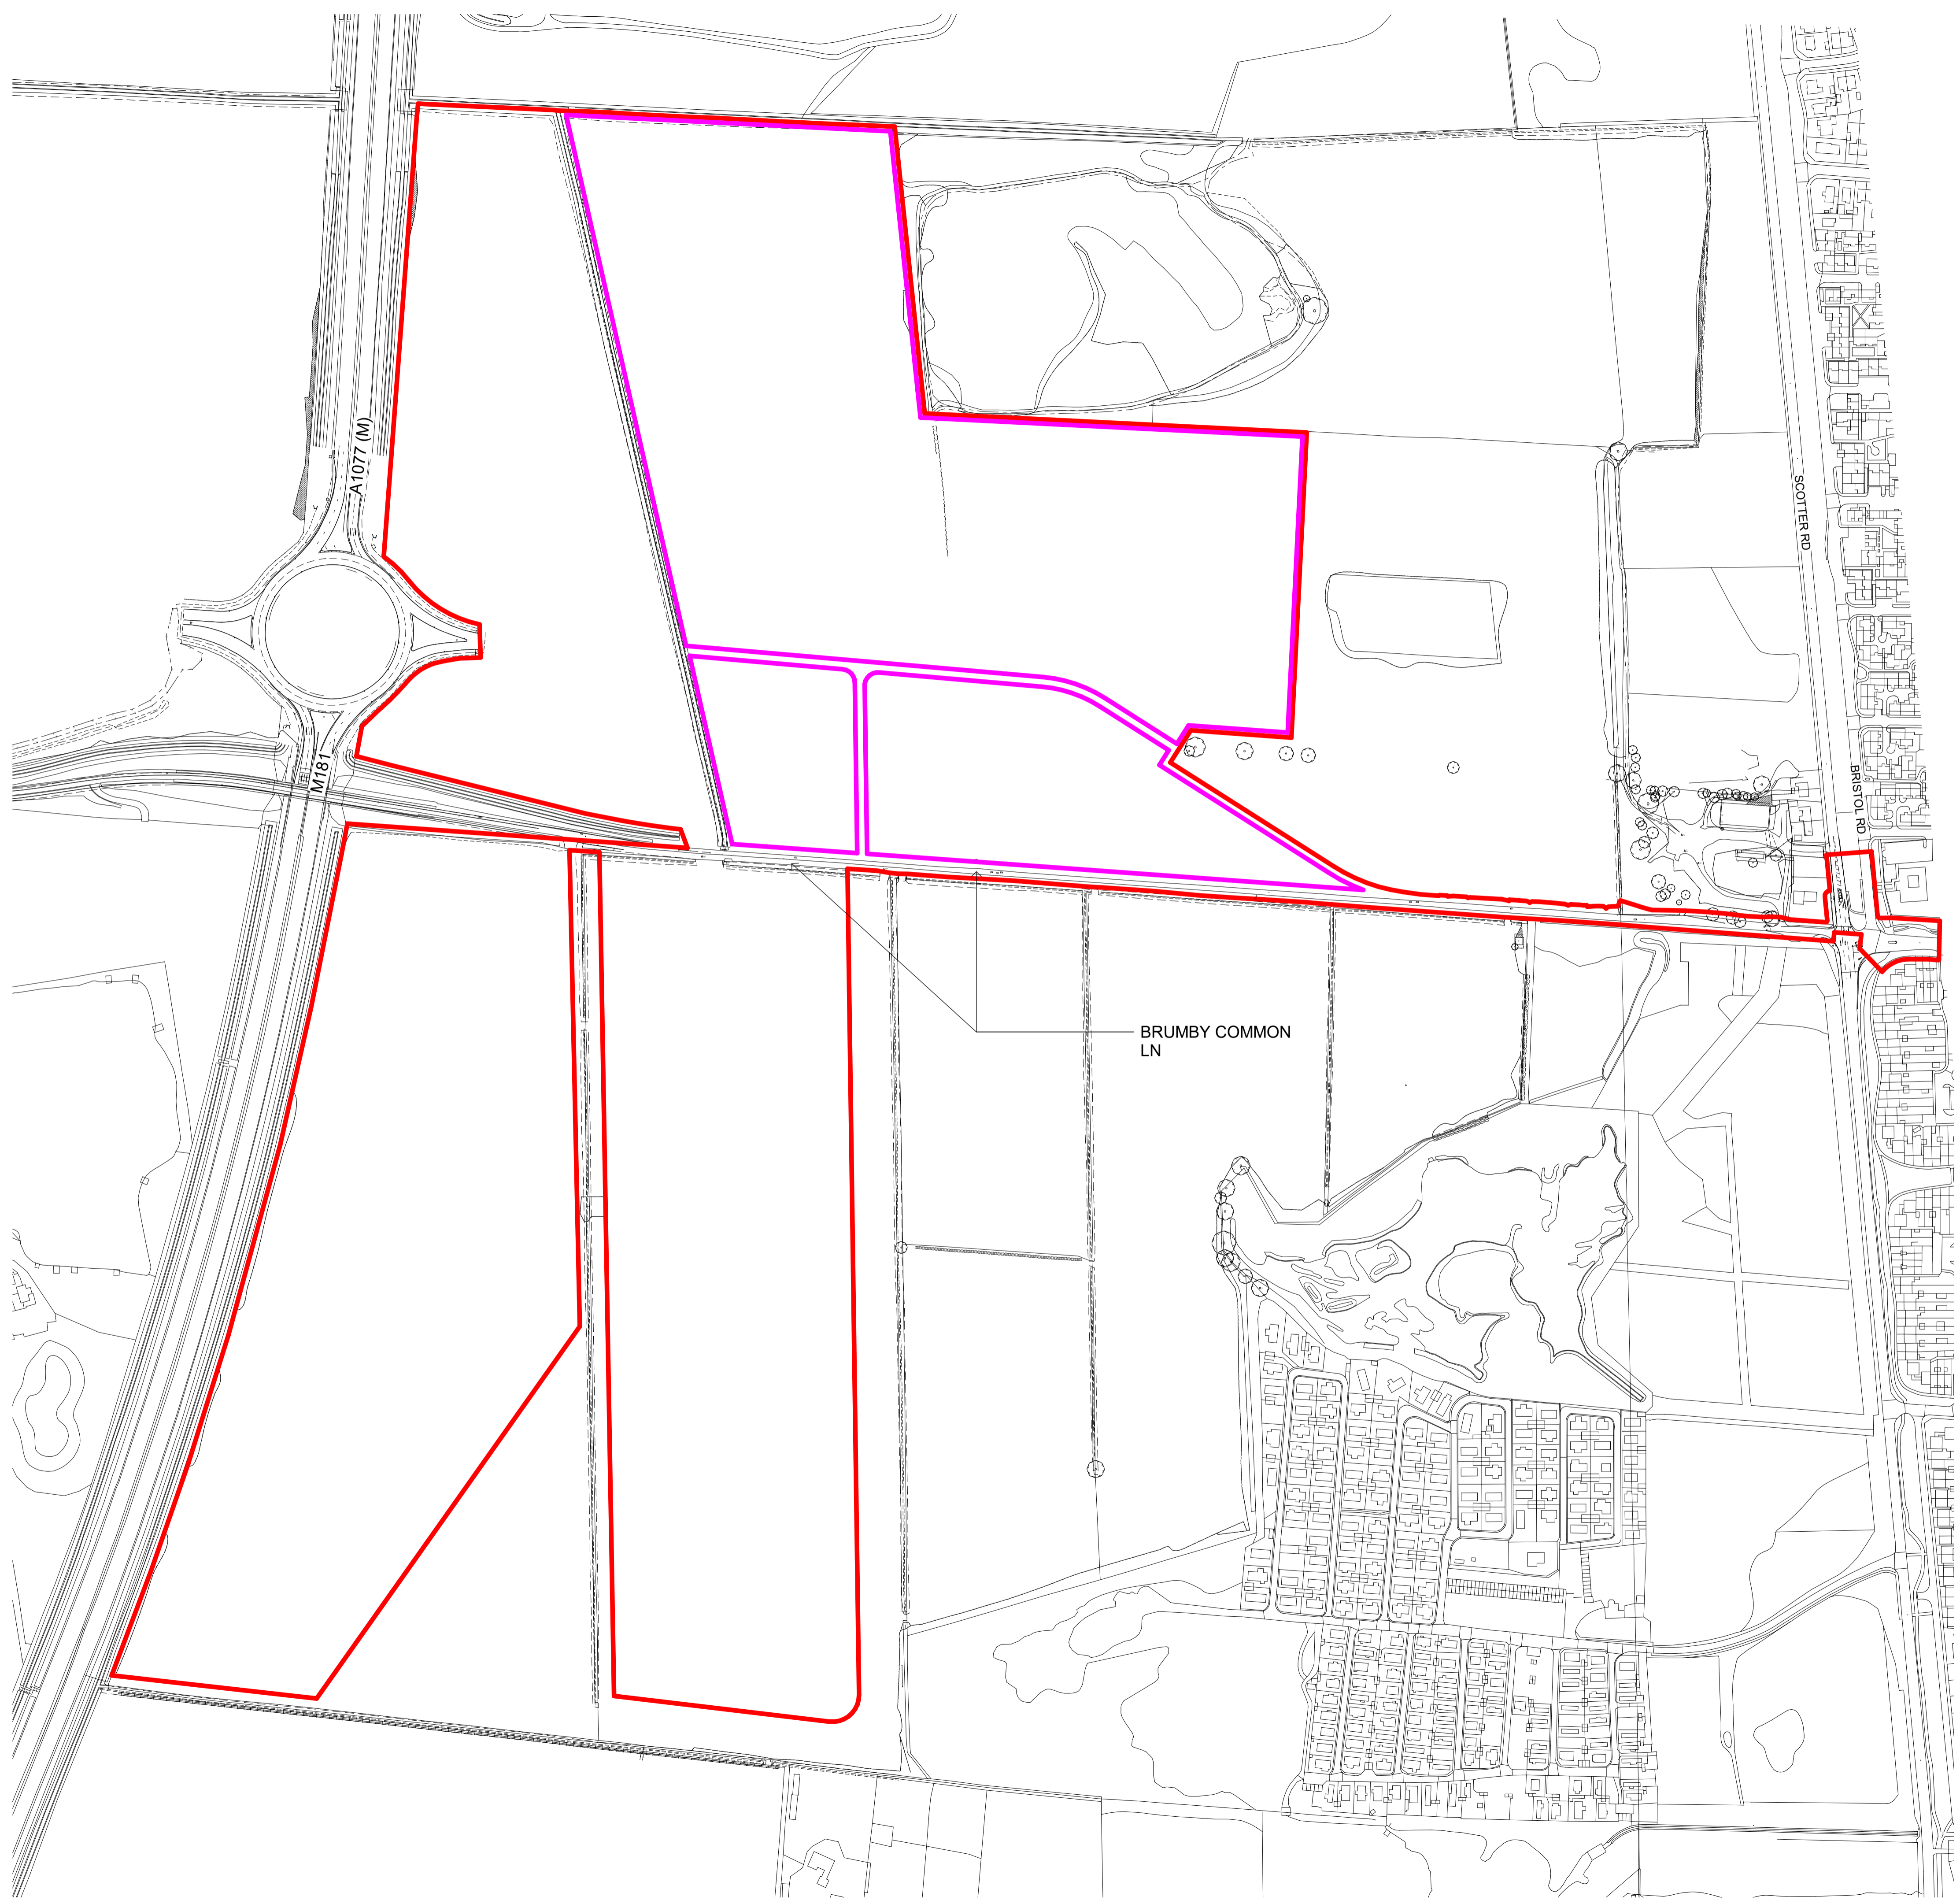 A1077 (M)
SCOTTER RD
M181
BRISTOL RD
BRUMBY COMMON
LN